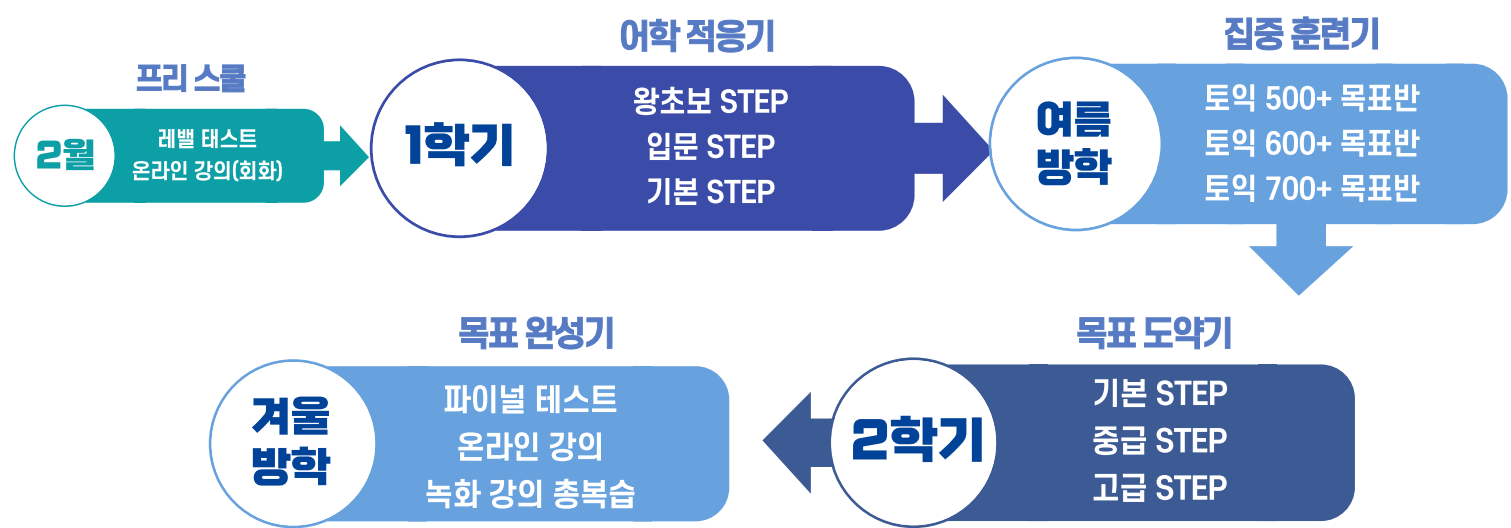 프리 스쿨
2월
레밸 태스트
온라인 강의(회화)
어학 적응기
1학기
왕초보 STEP
입문 STEP
기본 STEP
집중 훈련기
여름
방학
토익 500+ 목표반
토익 600+ 목표반
토익 700+ 목표반
목표 도약기
2학기
기본 STEP
중급 STEP
고급 STEP
목표 완성기
겨울
방학
파이널 테스트
온라인 강의
녹화 강의 총복습